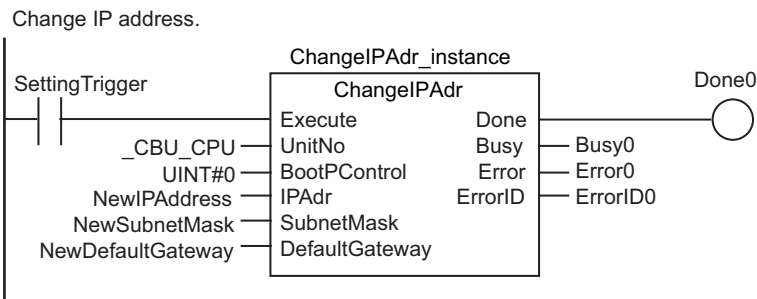 Change IP address.
ChangeIPAdr_instance
SettingTrigger
ChangeIPAdr
Done0
Execute Done
_CBU_CPU UnitNo Busy Busy0
UINT#0 BootPControl Error Error0
NewIPAddress IPAdr ErrorID ErrorID0
NewSubnetMask SubnetMask
NewDefaultGateway DefaultGateway